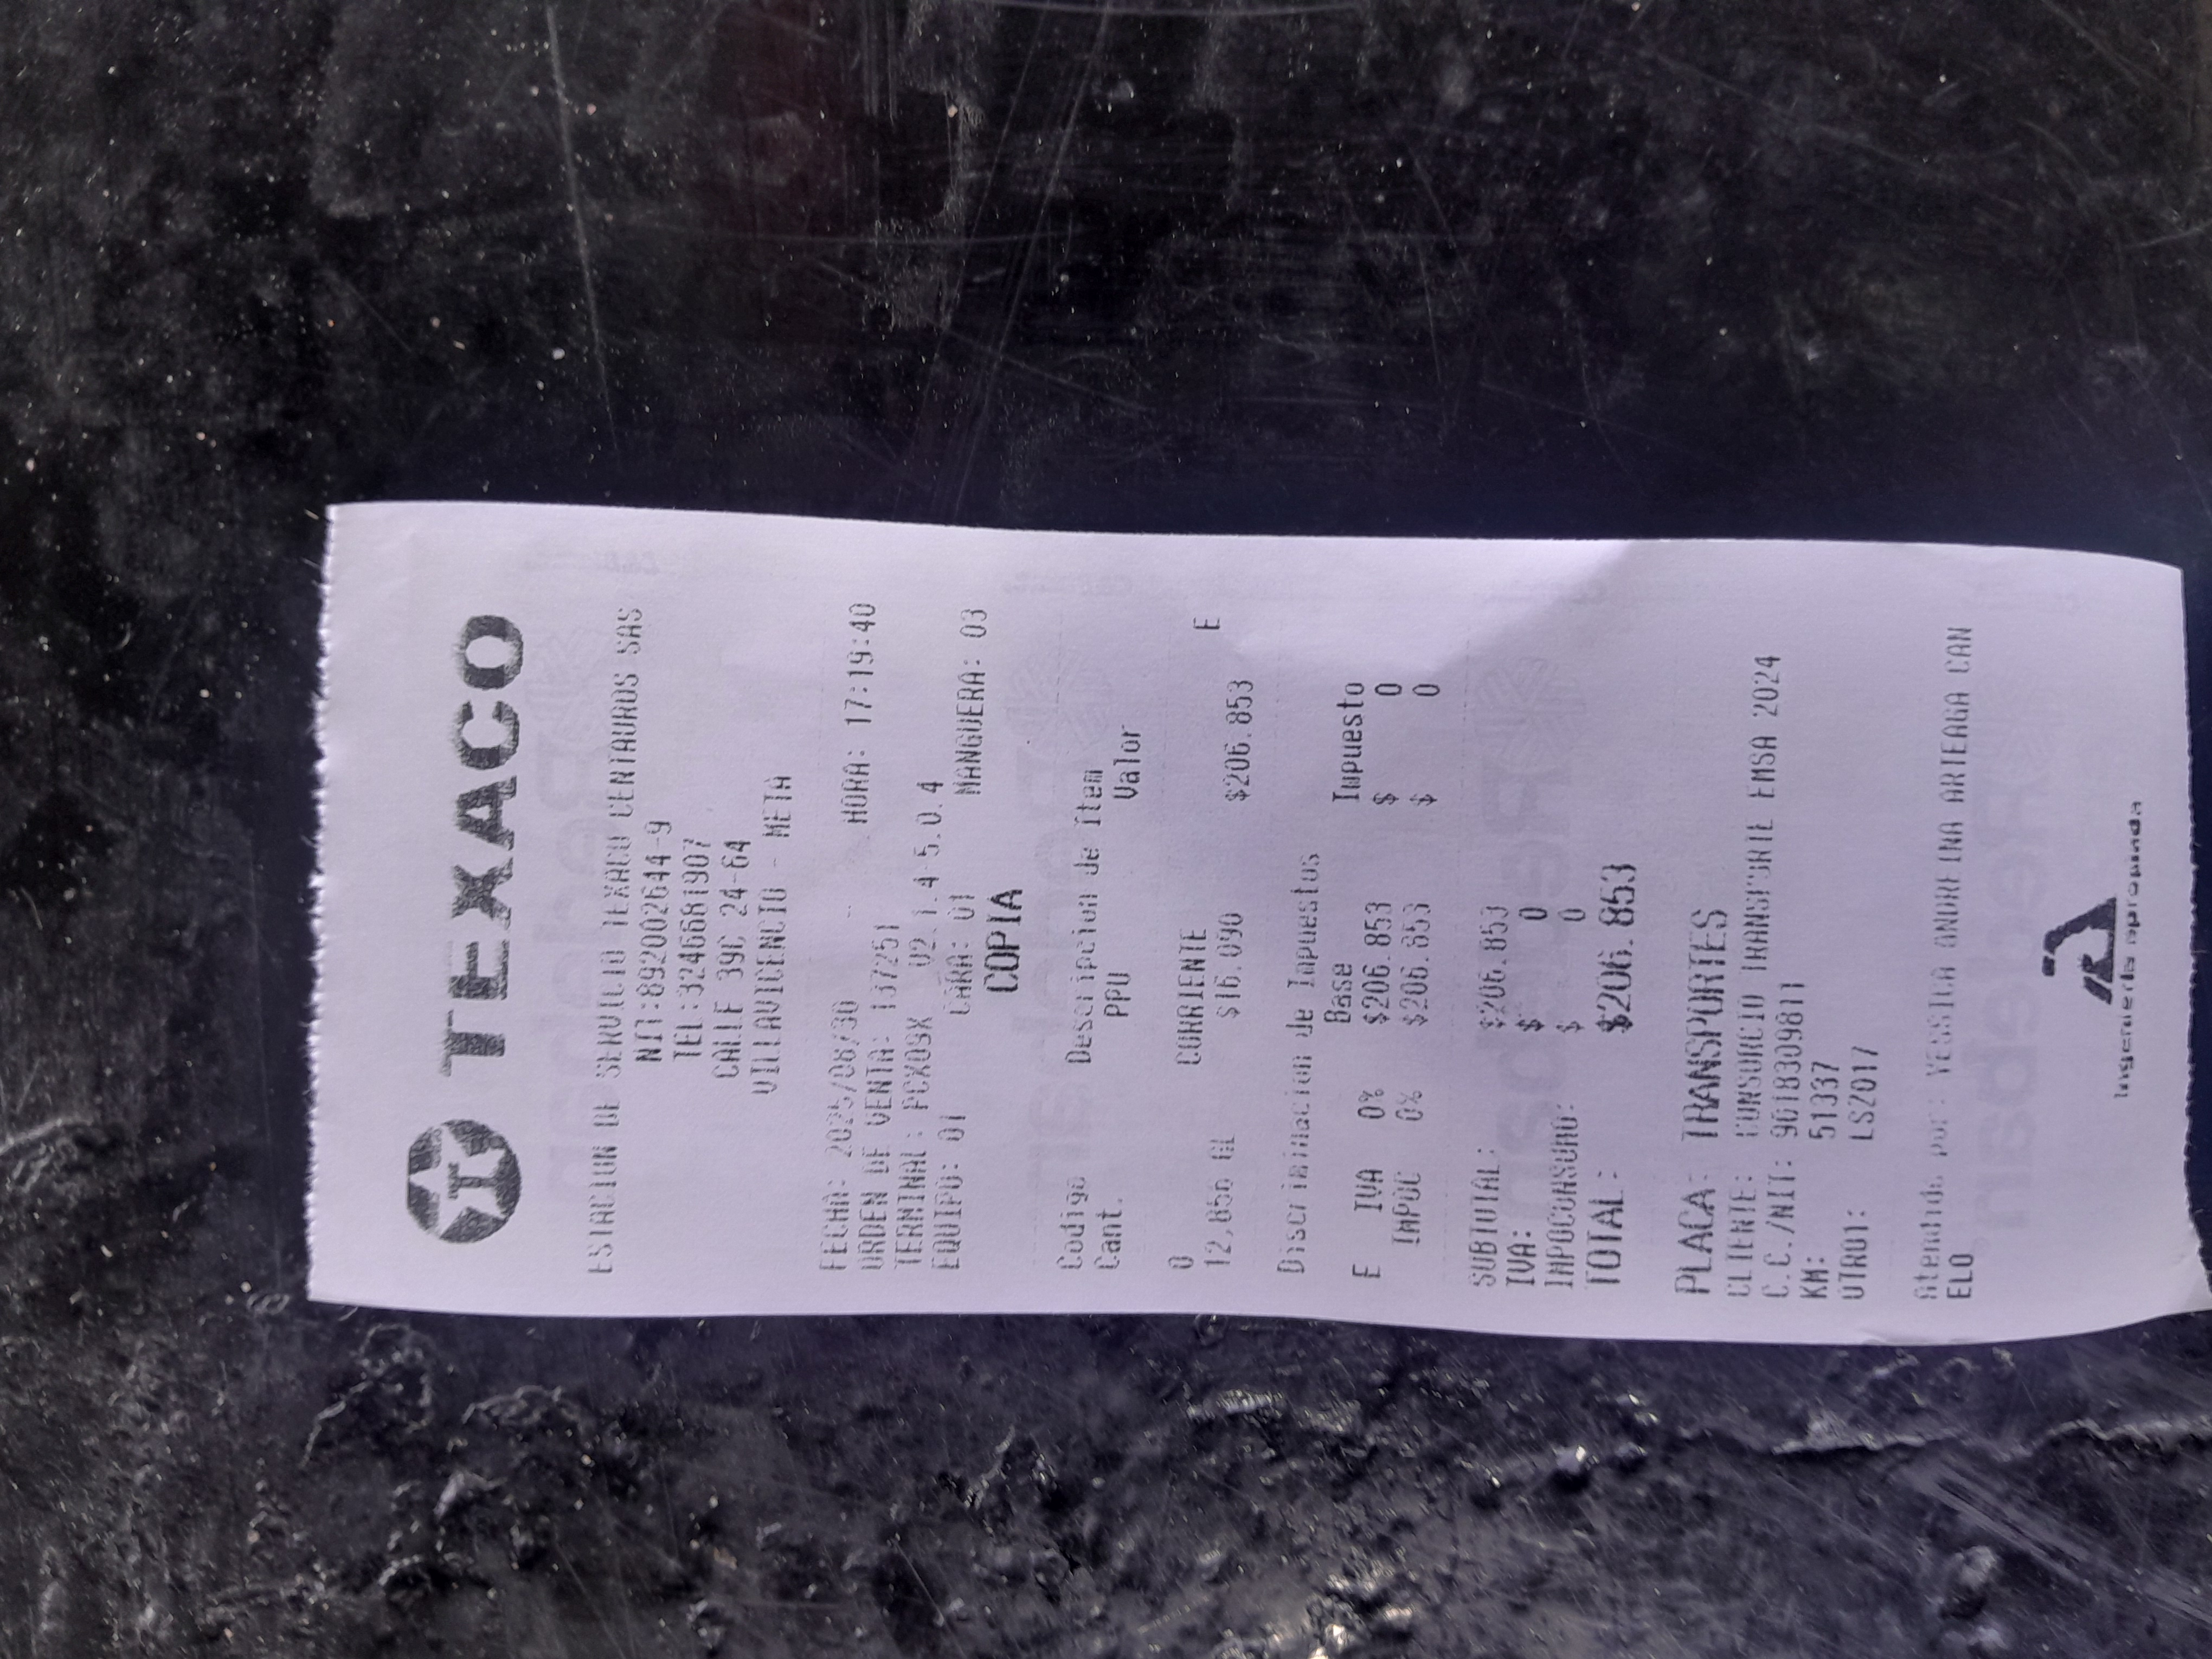 TEXACO
ESTACION DE SERVICIO TEXACO CENTAUROS SAS
NIT:892002644-9
TEL:3246681907
CALLE 39C 24-64
VILLAVICENCIO - META
FECHA: 2025/08/30 HORA: 17:19:40
ORDEN DE VENTA: 137251
TERMINAL: PCX09X 02.1.45.0.4
EQUIPO: 01 CARA: 01 MANGUERA: 03
COPIA
Codigo Descripcion de Item
Cant. PPU Valor
0 CORRIENTE E
12,856 GL $16.090 $206.853
Discriminacion de Impuestos
Base Impuesto
E IVA 0% $206.853 $ 0
IMPOC 0% $206.853 $ 0
SUBTOTAL: $206.853
IVA: $ 0
IMPOCONSUMO: $ 0
TOTAL: $206.853
PLACA: TRANSPORTES
CLIENTE: CONSORCIO TRANSPORTE EMSA 2024
C.C./NIT: 9018309811
KM: 51337
OTRO1: LSZ017
Atendido por: YESSICA ANDREINA ARTEAGA CAN
ELO
Ingeniería apropiada